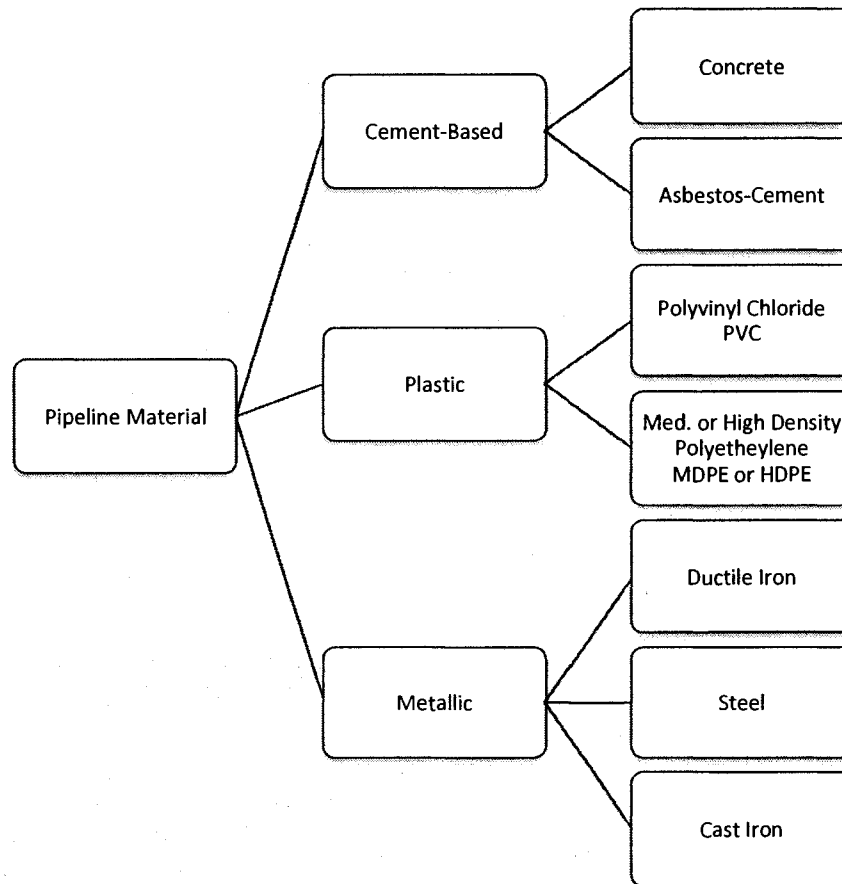 Concrete
Cement-Based
Asbestos-Cement
Polyvinyl Chloride
PVC
Pipeline Material
Plastic
Med. or High Density
Polyetheylene
MDPE or HDPE
Ductile Iron
Metallic
Steel
Cast Iron